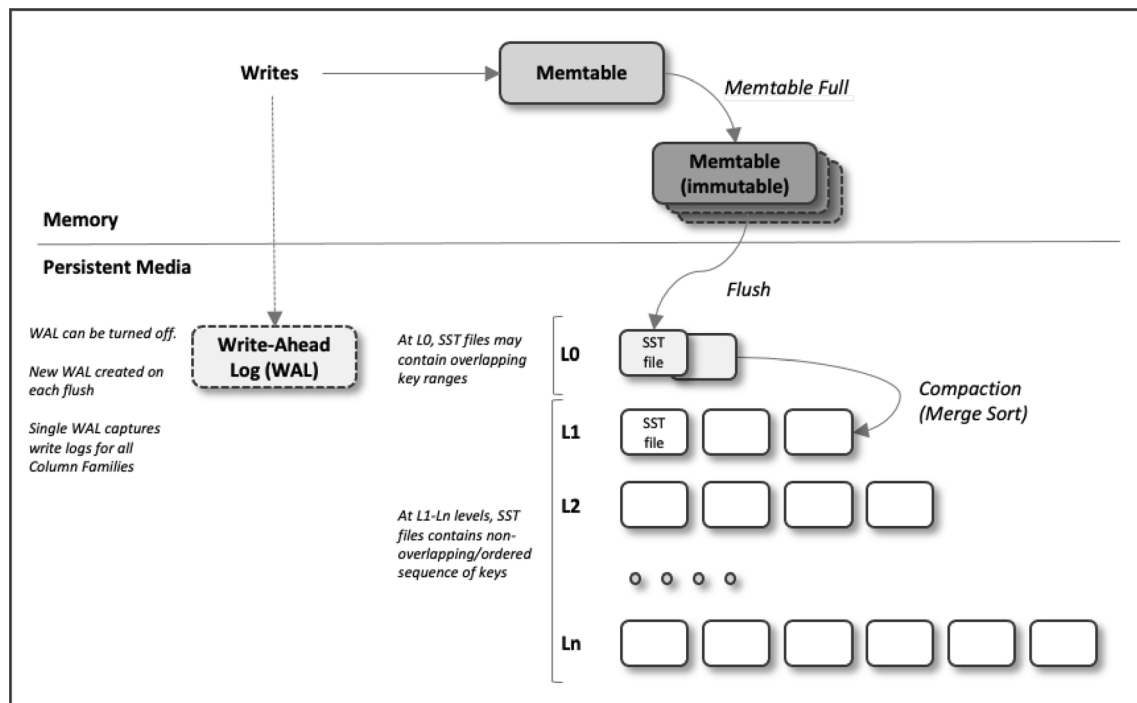 Writes
Memtable
Memtable Full
Memtable
(immutable)
Memory
Persistent Media
Flush
WAL can be turned off.
New WAL created on
each flush
Single WAL captures
write logs for all
Column Families
Write-Ahead
Log (WAL)
At L0, SST files may
contain overlapping
key ranges
L0
SST
file
Compaction
(Merge Sort)
L1
SST
file
At L1-Ln levels, SST
files contains non-
overlapping/ordered
sequence of keys
L2
Ln